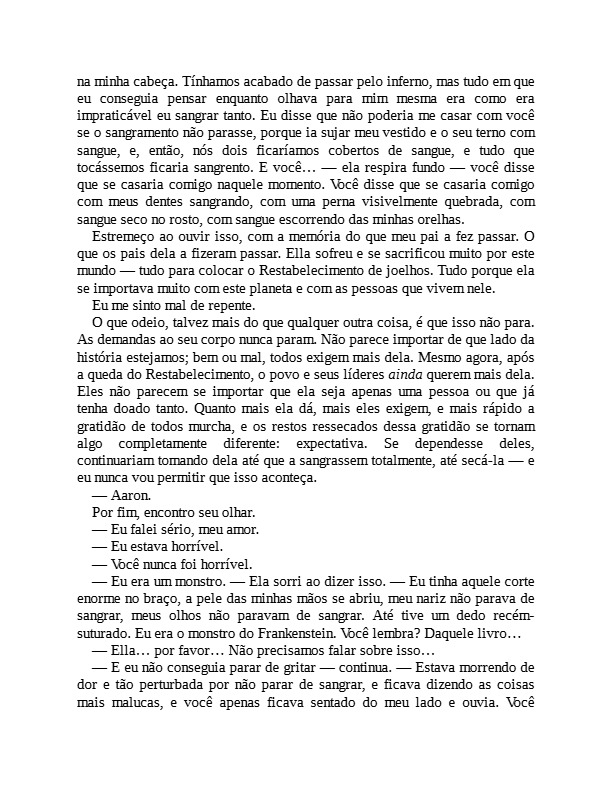 na minha cabeça. Tínhamos acabado de passar pelo inferno, mas tudo em que
eu conseguia pensar enquanto olhava para mim mesma era como era
impraticável eu sangrar tanto. Eu disse que não poderia me casar com você
se o sangramento não parasse, porque ia sujar meu vestido e o seu terno com
sangue, e, então, nós dois ficaríamos cobertos de sangue, e tudo que
tocássemos ficaria sangrento. E você… — ela respira fundo — você disse
que se casaria comigo naquele momento. Você disse que se casaria comigo
com meus dentes sangrando, com uma perna visivelmente quebrada, com
sangue seco no rosto, com sangue escorrendo das minhas orelhas.
Estremeço ao ouvir isso, com a memória do que meu pai a fez passar. O
que os pais dela a fizeram passar. Ella sofreu e se sacrificou muito por este
mundo — tudo para colocar o Restabelecimento de joelhos. Tudo porque ela
se importava muito com este planeta e com as pessoas que vivem nele.
Eu me sinto mal de repente.
O que odeio, talvez mais do que qualquer outra coisa, é que isso não para.
As demandas ao seu corpo nunca param. Não parece importar de que lado da
história estejamos; bem ou mal, todos exigem mais dela. Mesmo agora, após
a queda do Restabelecimento, o povo e seus líderes ainda querem mais dela.
Eles não parecem se importar que ela seja apenas uma pessoa ou que já
tenha doado tanto. Quanto mais ela dá, mais eles exigem, e mais rápido a
gratidão de todos murcha, e os restos ressecados dessa gratidão se tornam
algo completamente diferente: expectativa. Se dependesse deles,
continuariam tomando dela até que a sangrassem totalmente, até secá-la — e
eu nunca vou permitir que isso aconteça.
— Aaron.
Por fim, encontro seu olhar.
— Eu falei sério, meu amor.
— Eu estava horrível.
— Você nunca foi horrível.
— Eu era um monstro. — Ela sorri ao dizer isso. — Eu tinha aquele corte
enorme no braço, a pele das minhas mãos se abriu, meu nariz não parava de
sangrar, meus olhos não paravam de sangrar. Até tive um dedo recém-
suturado. Eu era o monstro do Frankenstein. Você lembra? Daquele livro…
— Ella… por favor… Não precisamos falar sobre isso…
— E eu não conseguia parar de gritar — continua. — Estava morrendo de
dor e tão perturbada por não parar de sangrar, e ficava dizendo as coisas
mais malucas, e você apenas ficava sentado do meu lado e ouvia. Você